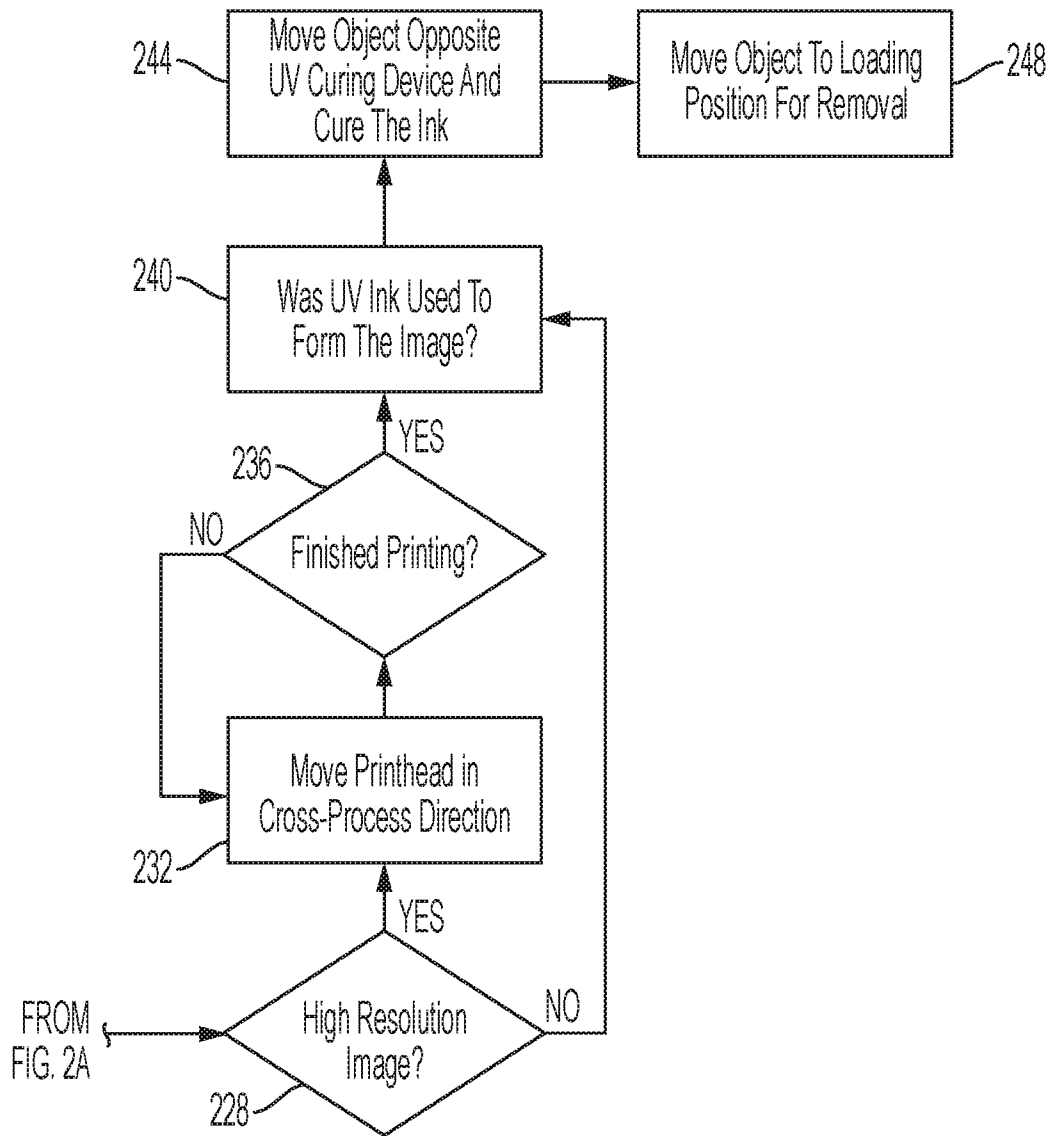 244
Move Object Opposite
UV Curing Device And
Cure The Ink
Move Object To Loading
Position For Removal
248
240
Was UV Ink Used To
Form The Image?
YES
236
NO
Finished Printing?
Move Printhead in
Cross-Process Direction
232
YES
FROM
FIG. 2A
High Resolution
Image?
NO
228